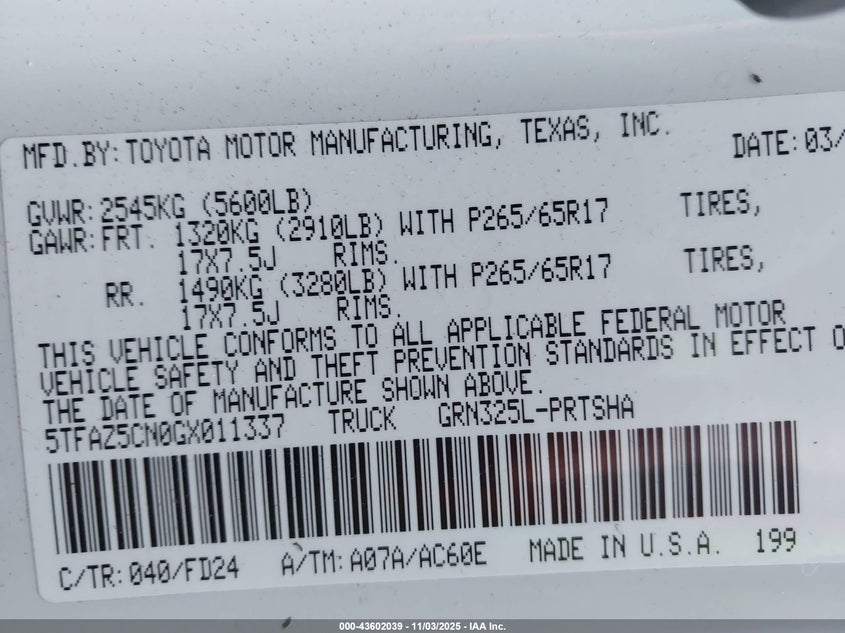 MFD.BY: TOYOTA MOTOR MANUFACTURING, TEXAS, INC. DATE: 03/
GVWR: 2545KG (5600LB)
GAWR: FRT. 1320KG (2910LB) WITH P265/65R17 TIRES,
17X7.5J RIMS.
RR. 1490KG (3280LB) WITH P265/65R17 TIRES,
17X7.5J RIMS.
THIS VEHICLE CONFORMS TO ALL APPLICABLE FEDERAL MOTOR
VEHICLE SAFETY AND THEFT PREVENTION STANDARDS IN EFFECT O
THE DATE OF MANUFACTURE SHOWN ABOVE.
5TFAZ5CN0GX011337 TRUCK GRN325L-PRTSHA
C/TR: 040/FD24 A/TM: A07A/AC60E MADE IN U.S.A. 199
000-43602039 - 11/03/2025 - IAA Inc.